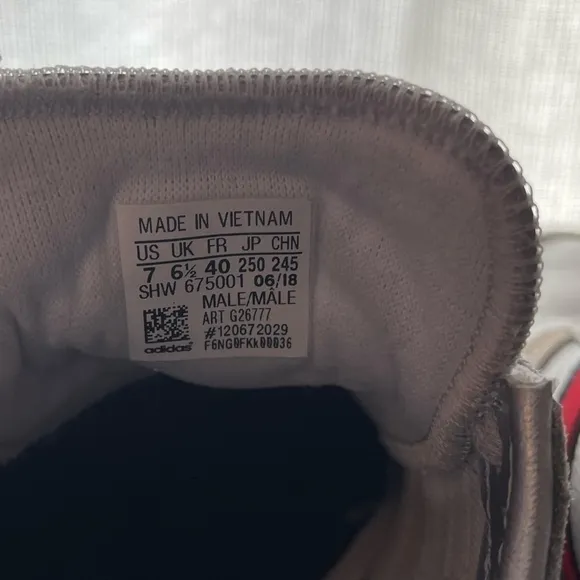 MADE IN VIETNAM
US UK FR JP CHN
7 6½ 40 250 245
SHW 675001 06/18
MALE/MÂLE
ART G26777
#120672029
adidas F6NG0FKk00036